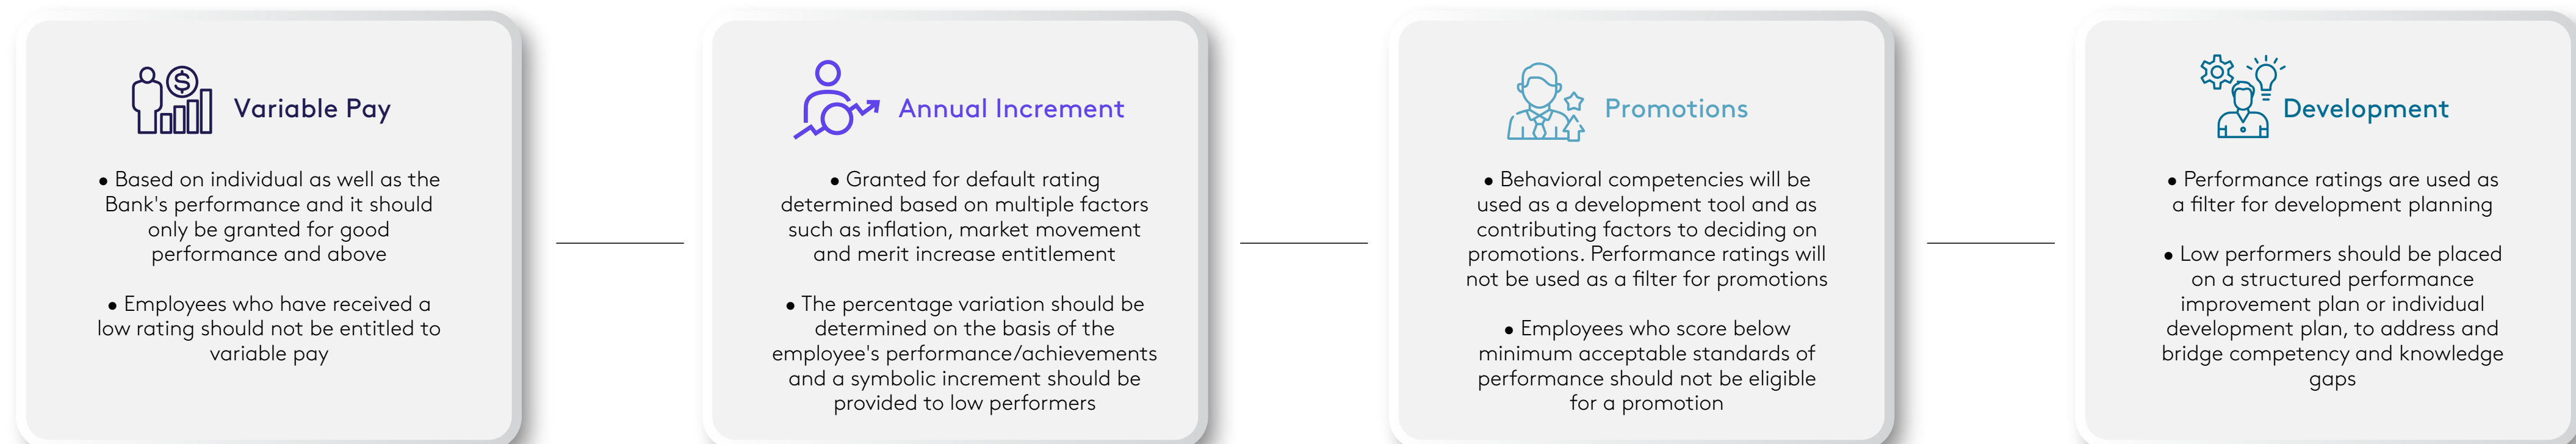 Variable Pay
• Based on individual as well as the
Bank's performance and it should
only be granted for good
performance and above
• Employees who have received a
low rating should not be entitled to
variable pay
Annual Increment
• Granted for default rating
determined based on multiple factors
such as inflation, market movement
and merit increase entitlement
• The percentage variation should be
determined on the basis of the
employee's performance/achievements
and a symbolic increment should be
provided to low performers
Promotions
• Behavioral competencies will be
used as a development tool and as
contributing factors to deciding on
promotions. Performance ratings will
not be used as a filter for promotions
• Employees who score below
minimum acceptable standards of
performance should not be eligible
for a promotion
Development
• Performance ratings are used as
a filter for development planning
• Low performers should be placed
on a structured performance
improvement plan or individual
development plan, to address and
bridge competency and knowledge
gaps